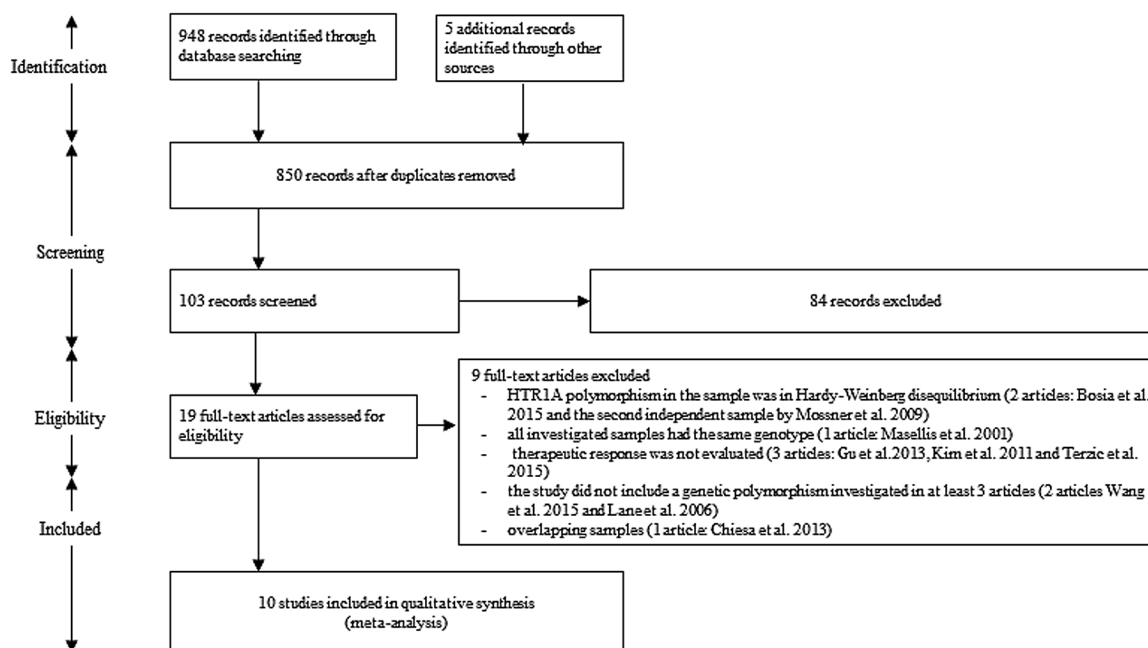 Identification
948 records identified through
database searching
5 additional records
identified through other
sources
850 records after duplicates removed
Screening
103 records screened
84 records excluded
Eligibility
19 full-text articles assessed for
eligibility
9 full-text articles excluded
- HTR1A polymorphism in the sample was in Hardy-Weinberg disequilibrium (2 articles: Bosia et al.
2015 and the second independent sample by Mossner et al. 2009)
- all investigated samples had the same genotype (1 article: Masellis et al. 2001)
- therapeutic response was not evaluated (3 articles: Gu et al.2013, Kim et al. 2011 and Terzic et al.
2015)
- the study did not include a genetic polymorphism investigated in at least 3 articles (2 articles Wang
et al. 2015 and Lane et al. 2006)
- overlapping samples (1 article: Chiesa et al. 2013)
Included
10 studies included in qualitative synthesis
(meta-analysis)